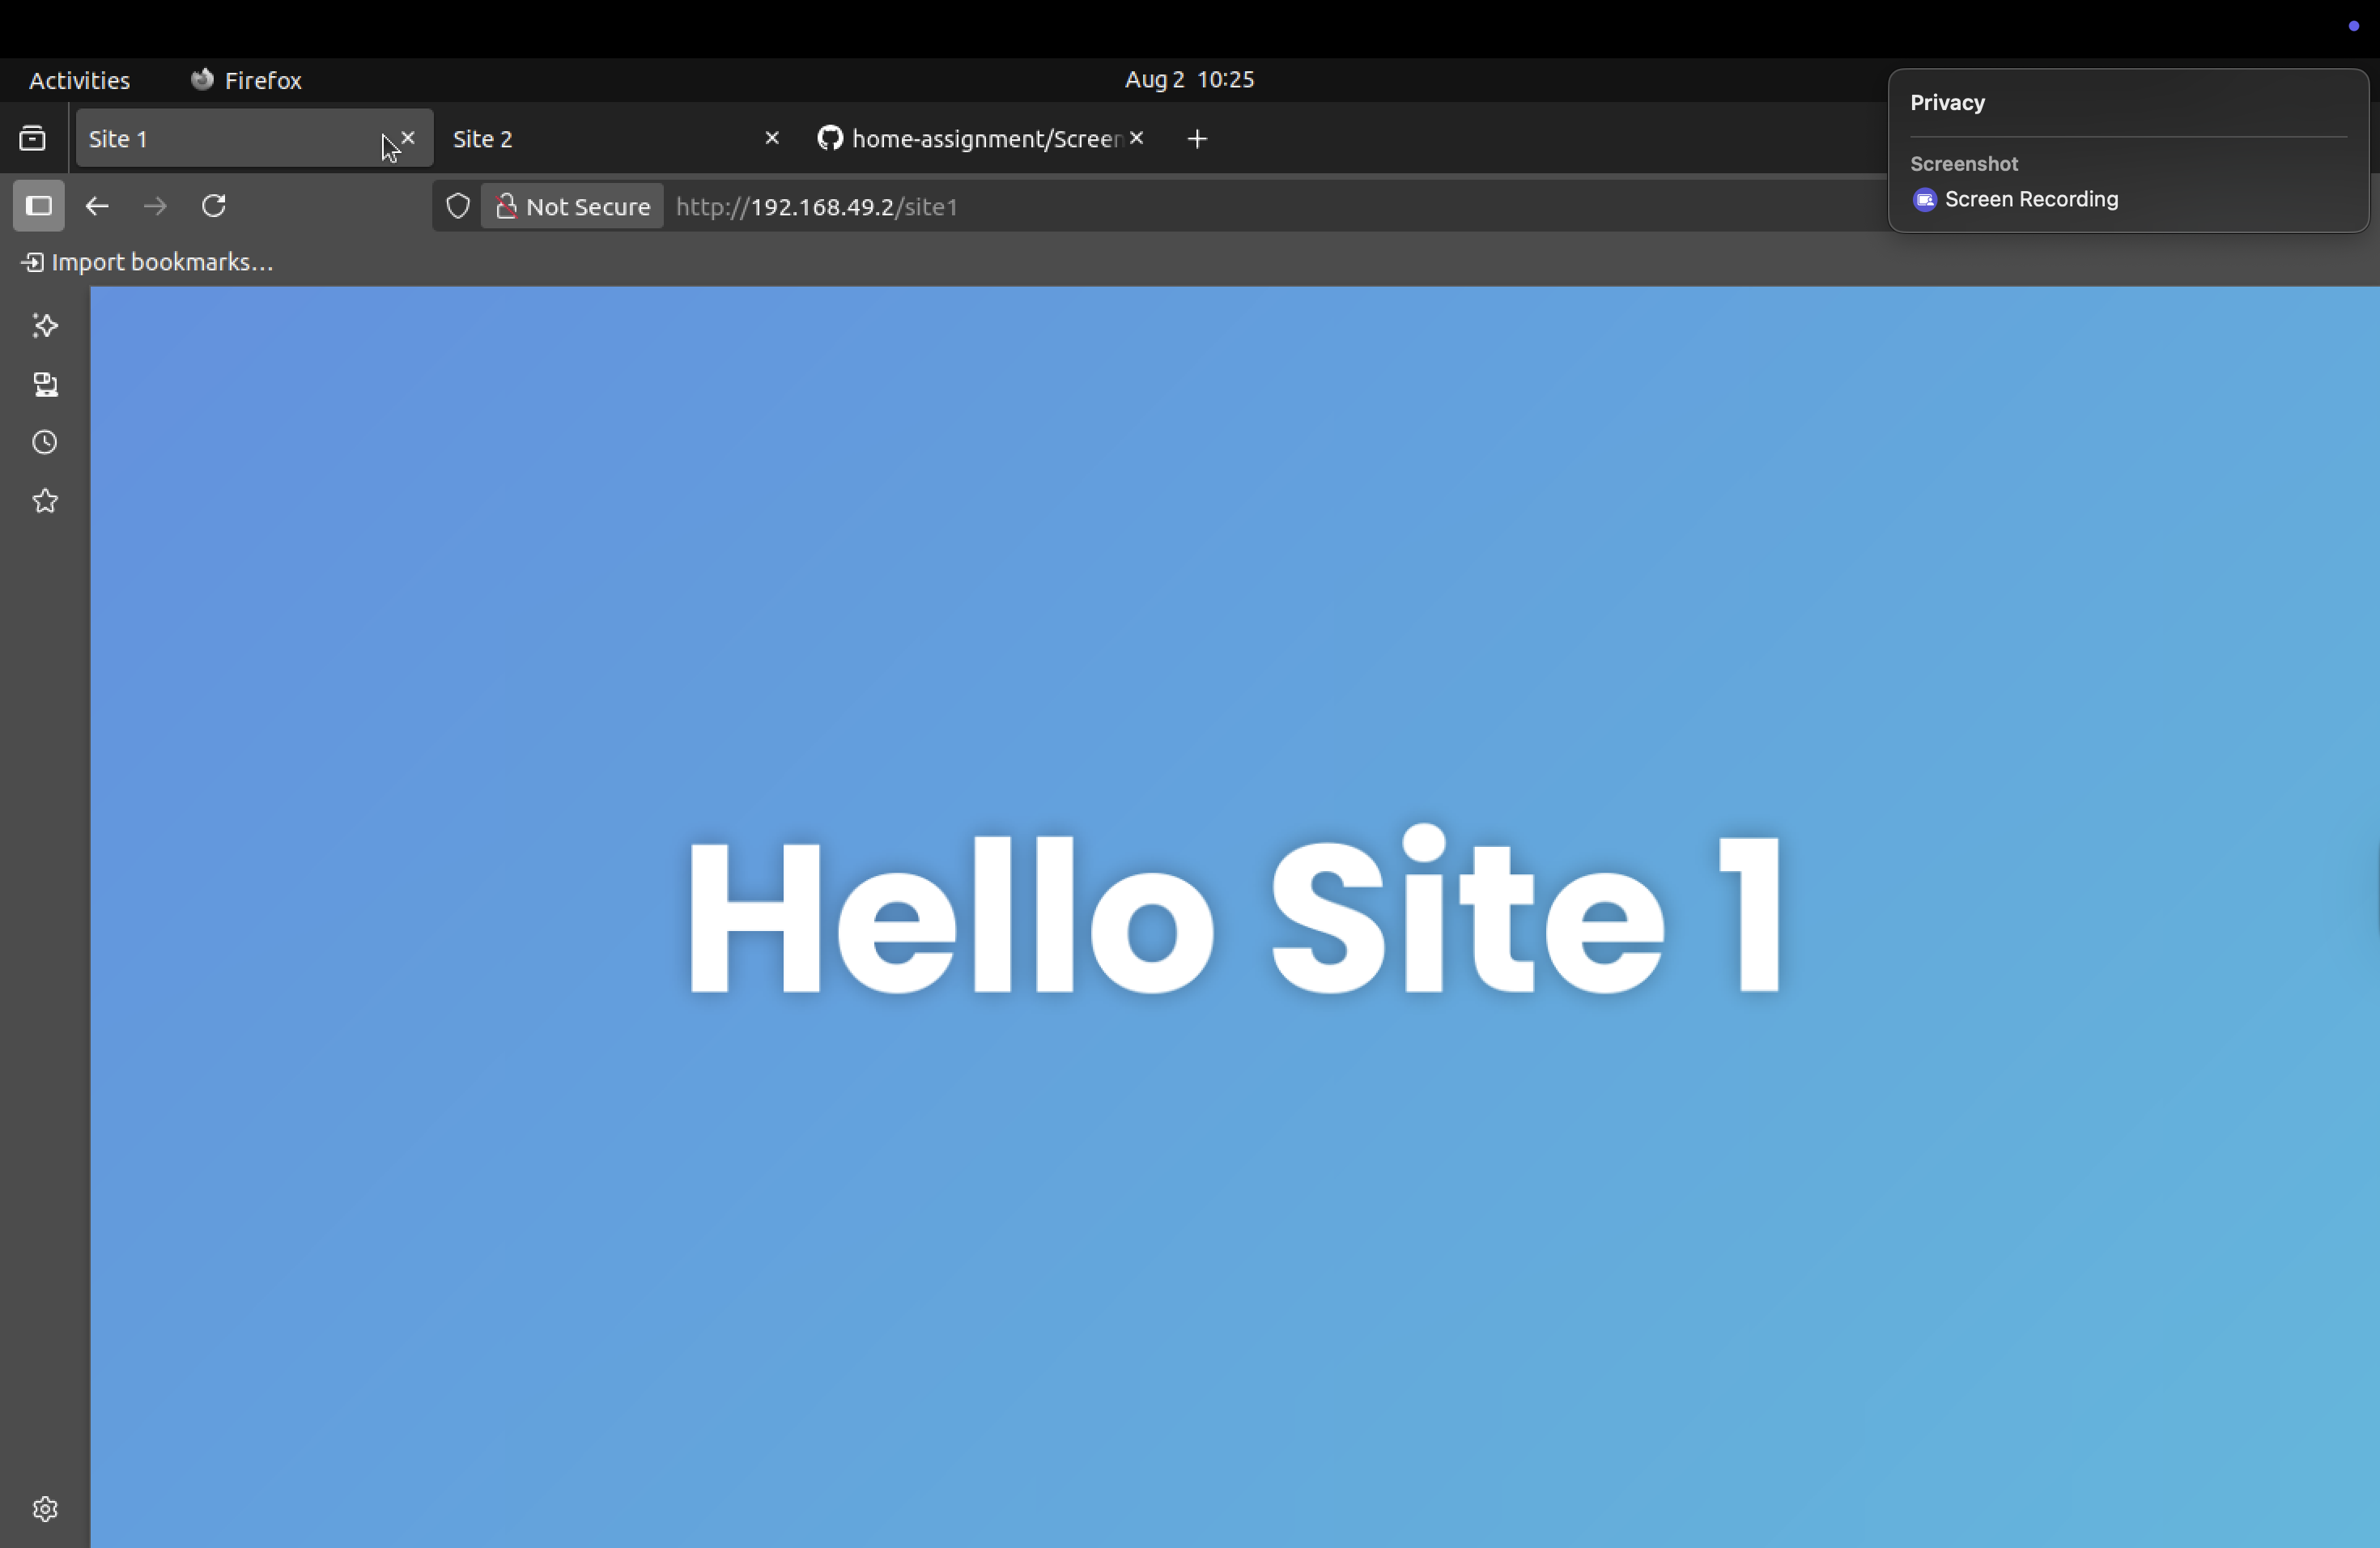 Activities Firefox Aug 2 10:25
Privacy
Site 1 Site 2 home-assignment/Screen
Screenshot
Screen Recording
Not Secure http://192.168.49.2/site1
Import bookmarks...
Hello Site 1